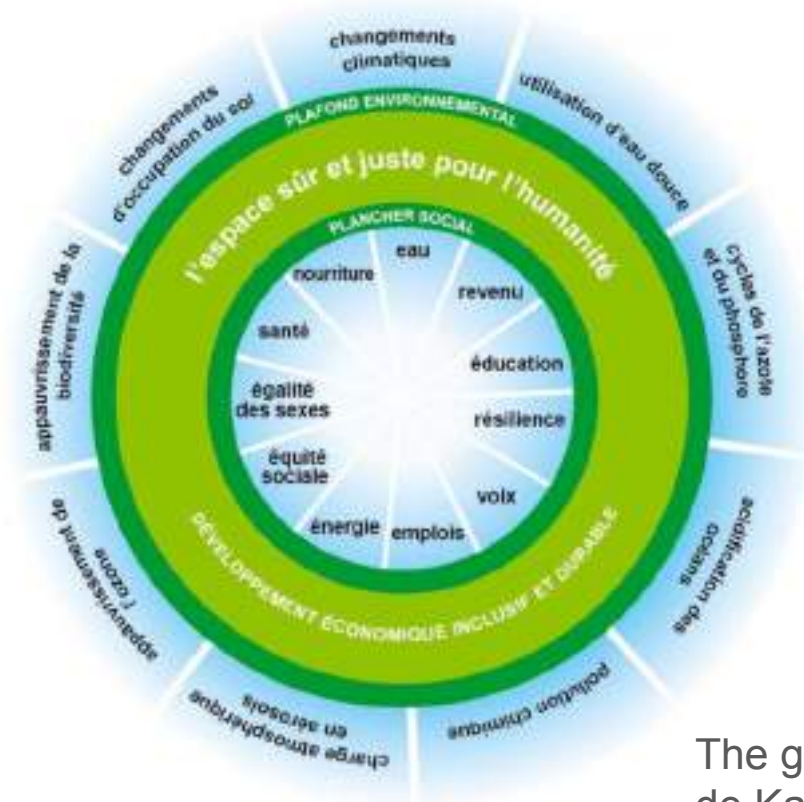 changements
climatiques
utilisation d'eau douce
cycles de l'azote
et du phosphore
acidification des
océans
pollution chimique
charge atmosphérique
en aérosols
appauvrissement de
l'ozone
appauvrissement de la
biodiversité
changements
d'occupation du sol
PLAFOND ENVIRONNEMENTAL
l'espace sûr et juste pour l'humanité
PLANCHER SOCIAL
eau
revenu
éducation
résilience
voix
emplois
énergie
équité
sociale
égalité
des sexes
santé
nourriture
DÉVELOPPEMENT ÉCONOMIQUE INCLUSIF ET DURABLE
The g
de Ka